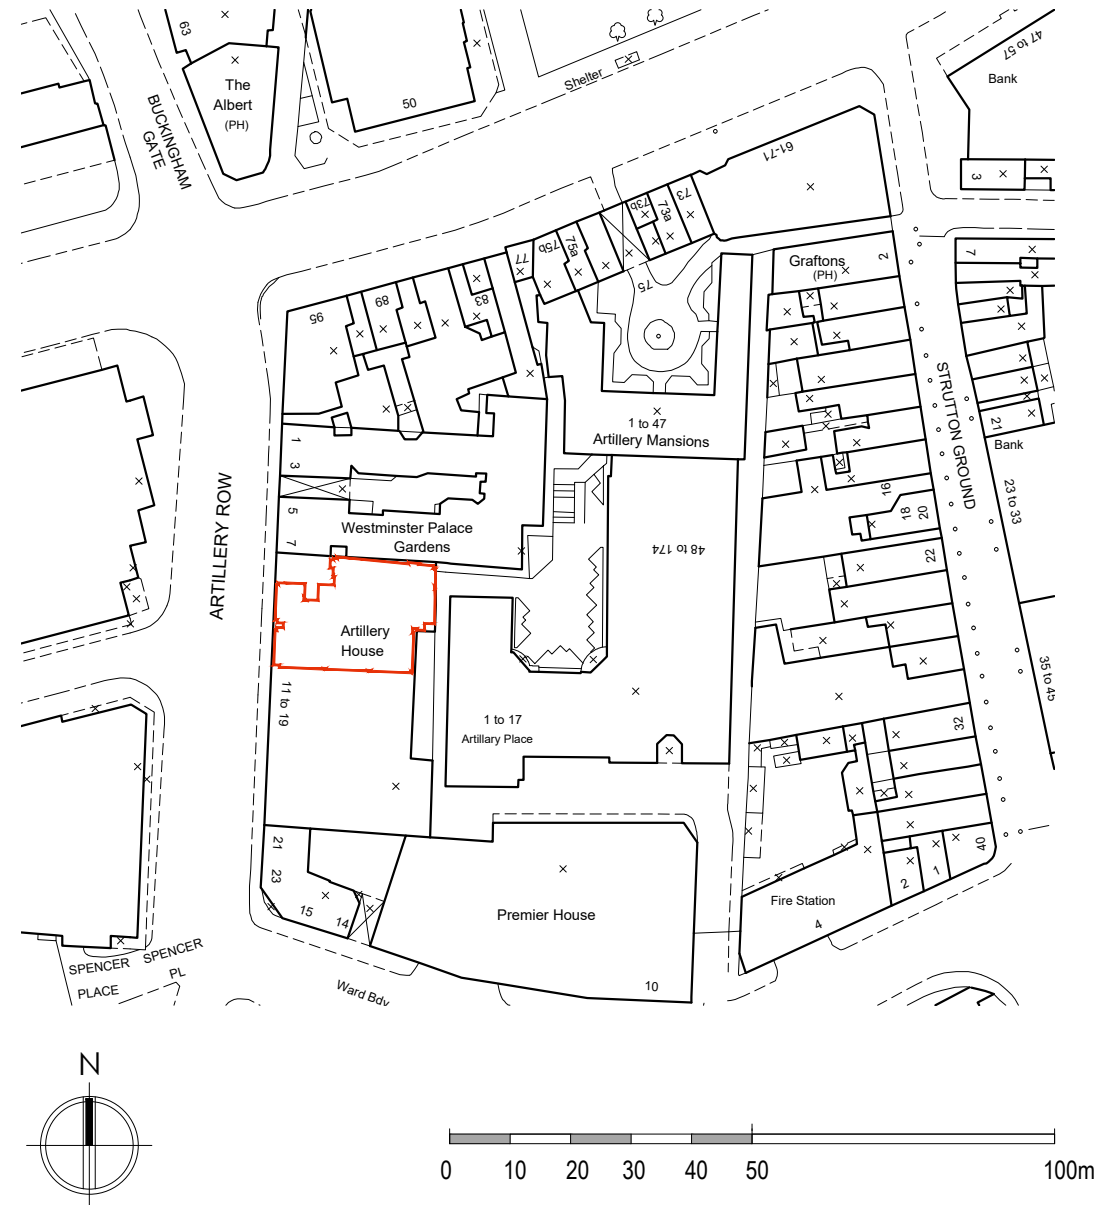 63
The
Albert
(PH)
50
Shelter
47 to 57
Bank
BUCKINGHAM
GATE
3
61-71
73
73a
73b
75a
75b
77
75
83
89
95
Graftons
(PH)
2
7
STRUTTON GROUND
21
Bank
1 to 47
Artillery Mansions
1
3
5
7
ARTILLERY ROW
Westminster Palace
Gardens
48 to 174
16
18
20
22
23 to 33
Artillery
House
11 to 19
1 to 17
Artillary Place
32
35 to 45
40
21
23
15
14
Premier House
10
Fire Station
4
2
1
SPENCER
PLACE
SPENCER
PL
Ward Bdy
N
0
10
20
30
40
50
100m